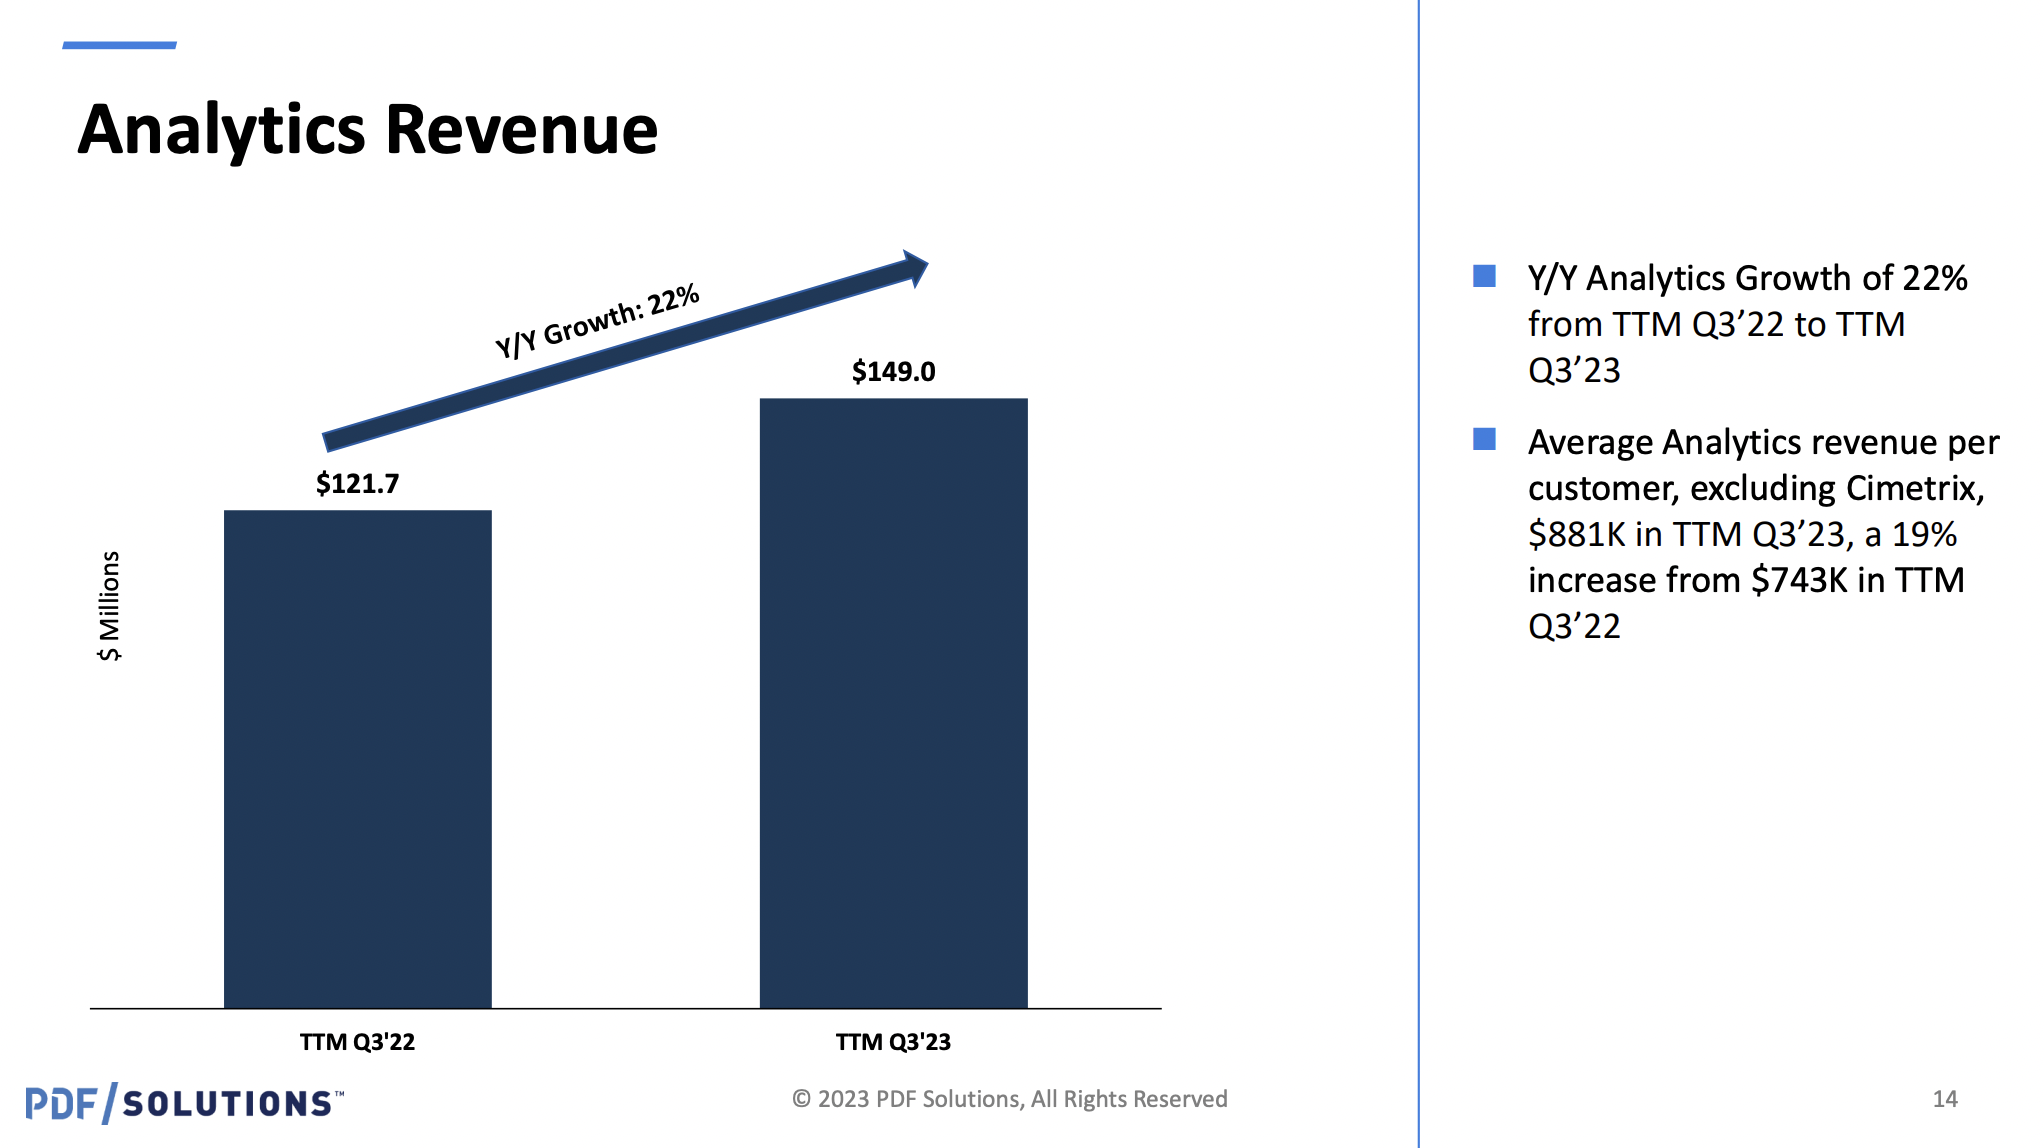 Analytics Revenue
Y/Y Growth: 22%
$121.7
$149.0
$ Millions
TTM Q3'22
TTM Q3'23
Y/Y Analytics Growth of 22%
from TTM Q3’22 to TTM
Q3’23
Average Analytics revenue per
customer, excluding Cimetrix,
$881K in TTM Q3’23, a 19%
increase from $743K in TTM
Q3’22
PDF/SOLUTIONS™
© 2023 PDF Solutions, All Rights Reserved
14